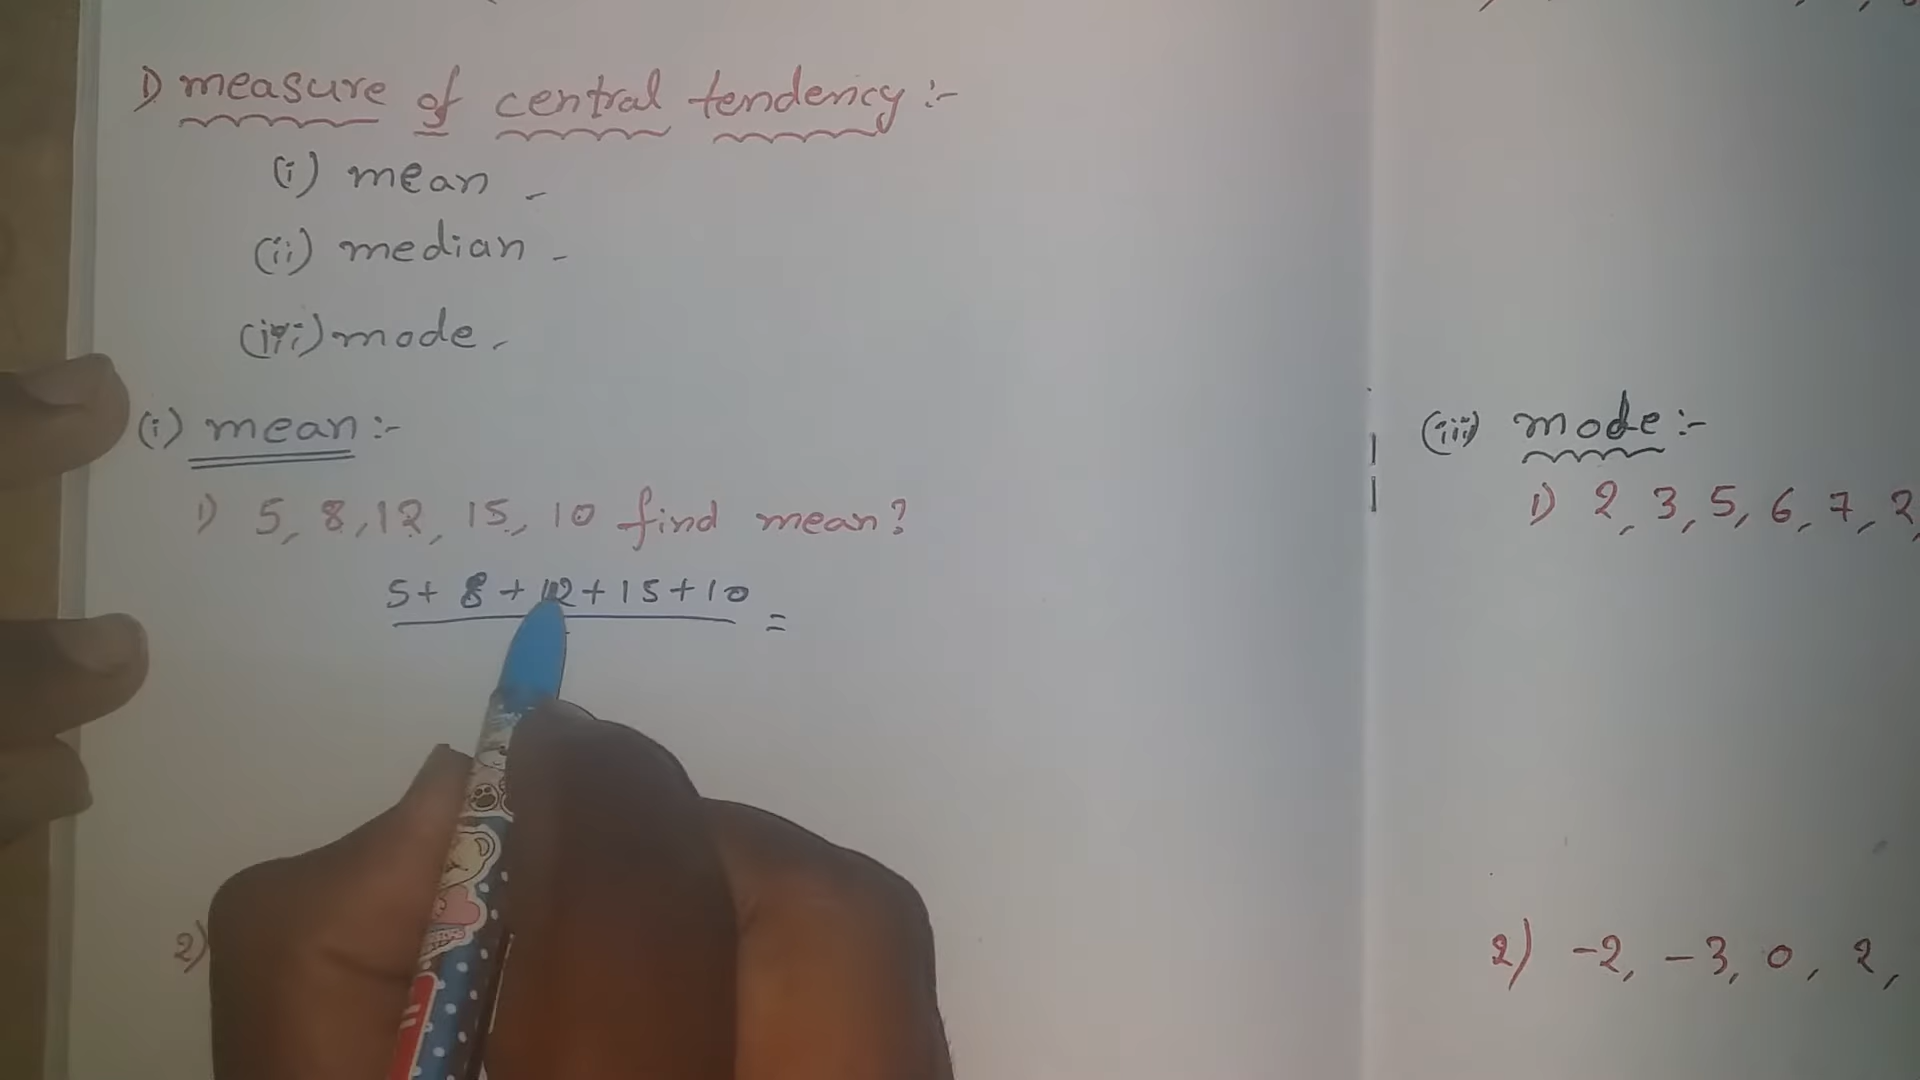 1) measure of central tendency :-
(i) mean -
(ii) median -
(iii) mode -
(i) mean :-
1) 5, 8, 12, 15, 10 find mean?
5 + 8 + 12 + 15 + 10 =
2)
(iii) mode :-
1) 2, 3, 5, 6, 7, 2,
2) -2, -3, 0, 2,